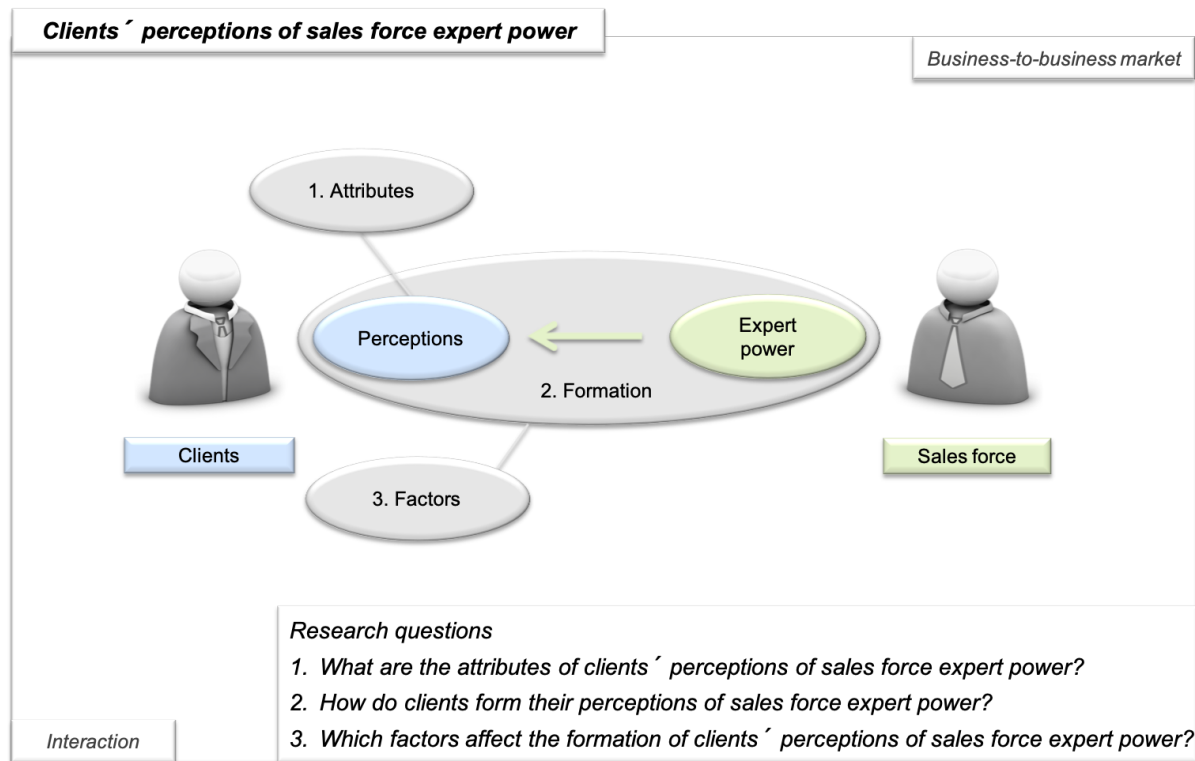 Clients´ perceptions of sales force expert power
Business-to-business market
1. Attributes
Perceptions
Expert
power
2. Formation
Clients
Sales force
3. Factors
Research questions
1. What are the attributes of clients´ perceptions of sales force expert power?
2. How do clients form their perceptions of sales force expert power?
3. Which factors affect the formation of clients´ perceptions of sales force expert power?
Interaction